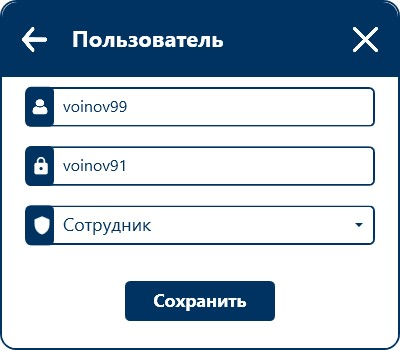 Пользователь
voinov99
voinov91
Сотрудник
Сохранить